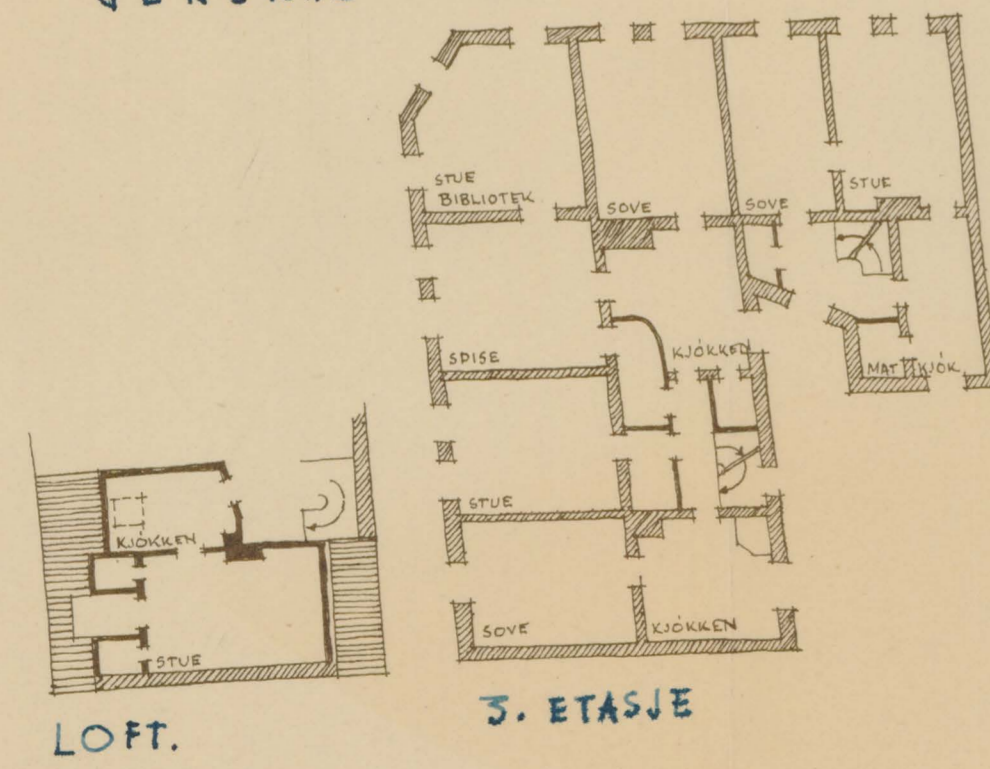 STUE
BIBLIOTEK
SOVE
SOVE
STUE
SPISE
KJÖKKEN
MAT KJÖK
STUE
SOVE
KJÖKKEN
3. ETASJE
KJÖKKEN
STUE
LOFT.